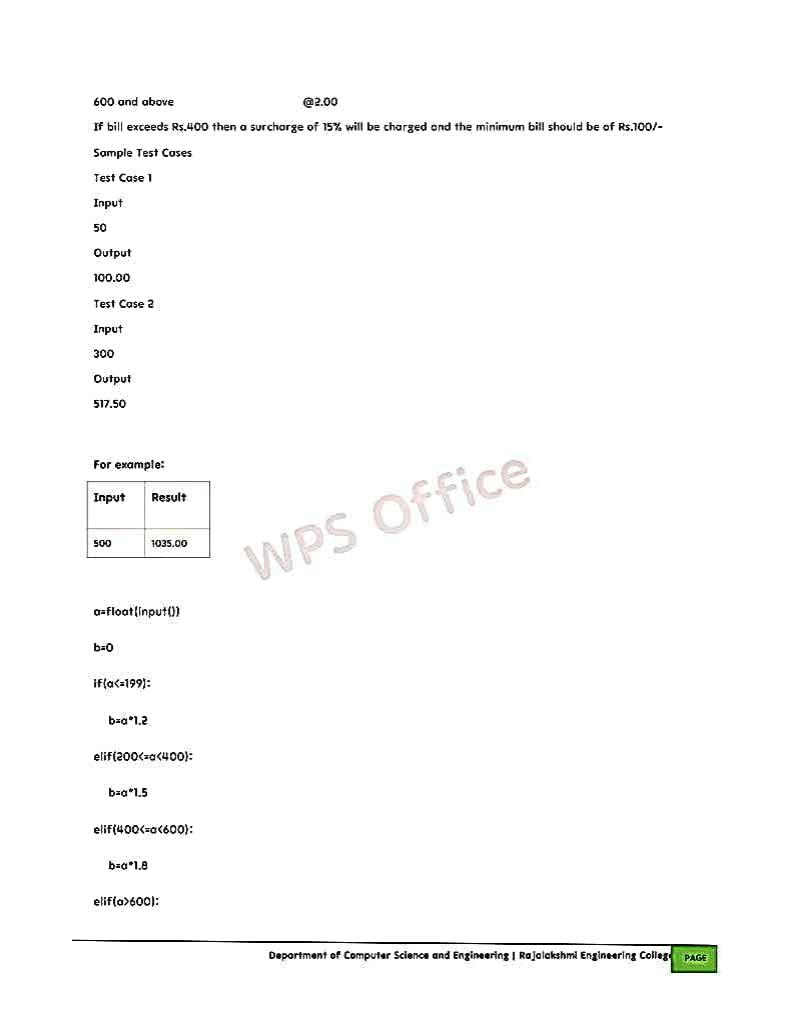 600 and above @2.00
If bill exceeds Rs.400 then a surcharge of 15% will be charged and the minimum bill should be of Rs.100/-
Sample Test Cases
Test Case 1
Input
50
Output
100.00
Test Case 2
Input
300
Output
517.50
For example:
Input Result
500 1035.00
WPS Office
a=float(input())
b=0
if(a<=199):
b=a*1.2
elif(200<=a<400):
b=a*1.5
elif(400<=a<600):
b=a*1.8
elif(a>600):
Department of Computer Science and Engineering | Rajalakshmi Engineering College PAGE